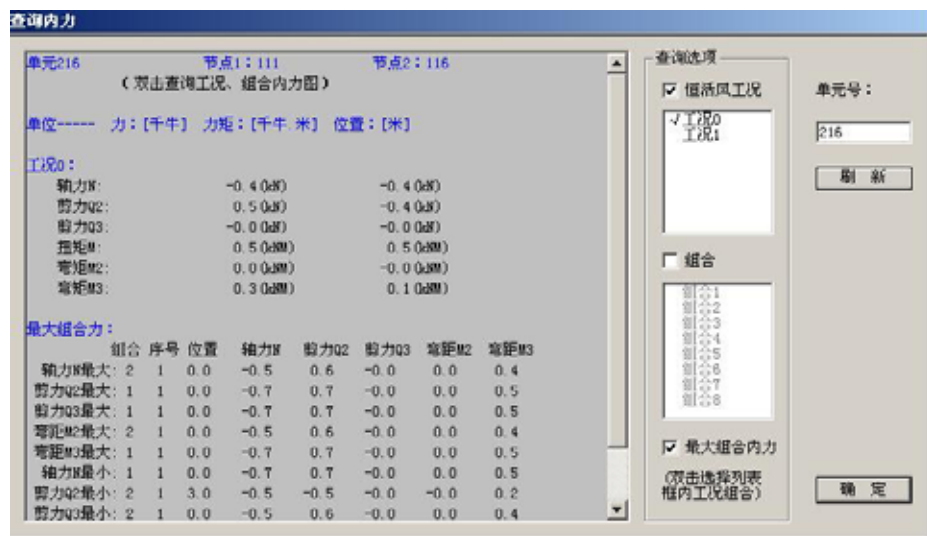 查询内力
单元216 节点1：111 节点2：116
（双击查询工况、组合内力图）
单位----- 力：[千牛] 力矩：[千牛.米] 位置：[米]
工况0：
轴力N: -0.4(kN) -0.4(kN)
剪力Q2: 0.5(kN) -0.4(kN)
剪力Q3: -0.0(kN) -0.0(kN)
扭矩M: 0.5(kNM) 0.5(kNM)
弯矩M2: 0.0(kNM) -0.0(kNM)
弯矩M3: 0.3(kNM) 0.1(kNM)
最大组合力：
组合 序号 位置 轴力N 剪力Q2 剪力Q3 弯距M2 弯距M3
轴力N最大: 2 1 0.0 -0.5 0.6 -0.0 0.0 0.4
剪力Q2最大: 1 1 0.0 -0.7 0.7 -0.0 0.0 0.5
剪力Q3最大: 1 1 0.0 -0.7 0.7 -0.0 0.0 0.5
弯距M2最大: 2 1 0.0 -0.5 0.6 -0.0 0.0 0.4
弯距M3最大: 1 1 0.0 -0.7 0.7 -0.0 0.0 0.5
轴力N最小: 1 1 0.0 -0.7 0.7 -0.0 0.0 0.5
剪力Q2最小: 2 1 3.0 -0.5 -0.5 -0.0 -0.0 0.2
剪力Q3最小: 2 1 0.0 -0.5 0.6 -0.0 0.0 0.4
查询选项
恒活风工况
工况0
工况1
组合
组合1
组合2
组合3
组合4
组合5
组合6
组合7
组合8
最大组合内力
(双击选择列表
框内工况组合)
单元号：
216
刷 新
确 定